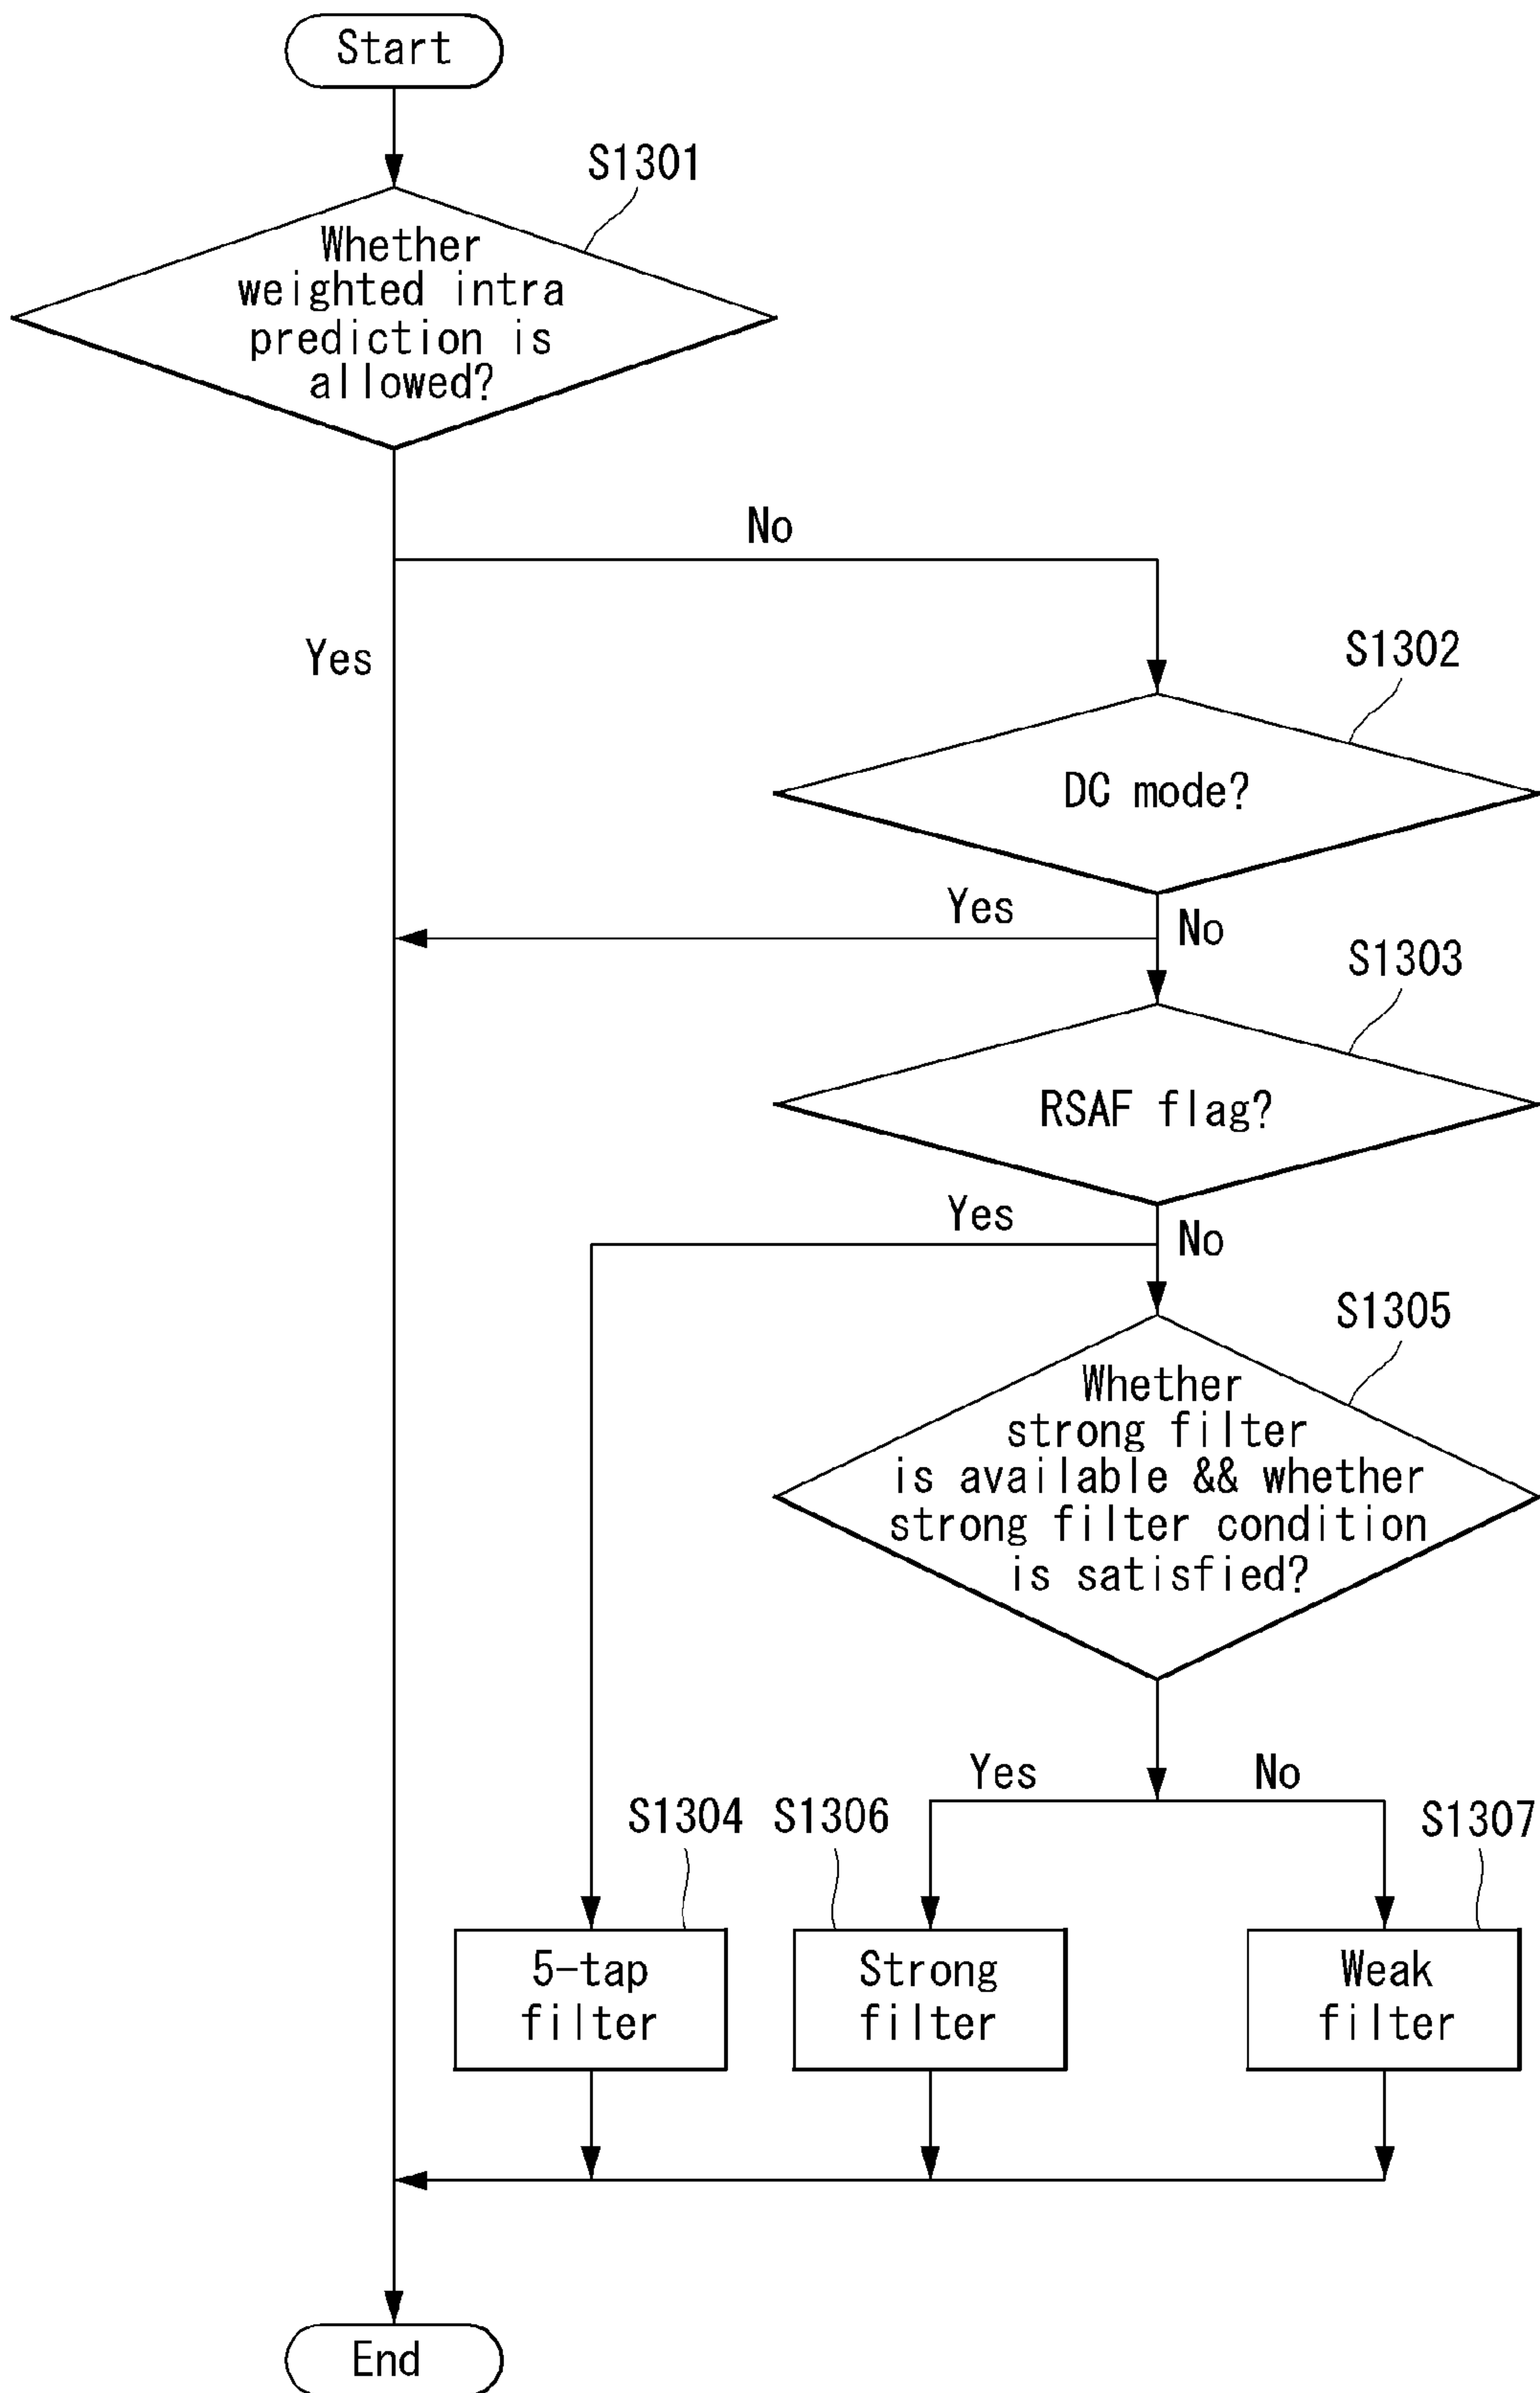 Start
S1301
Whether
weighted intra
prediction is
allowed?
No
Yes
S1302
DC mode?
Yes
No
S1303
RSAF flag?
Yes
No
S1305
Whether
strong filter
is available && whether
strong filter condition
is satisfied?
Yes
No
S1304
S1306
S1307
5-tap
filter
Strong
filter
Weak
filter
End